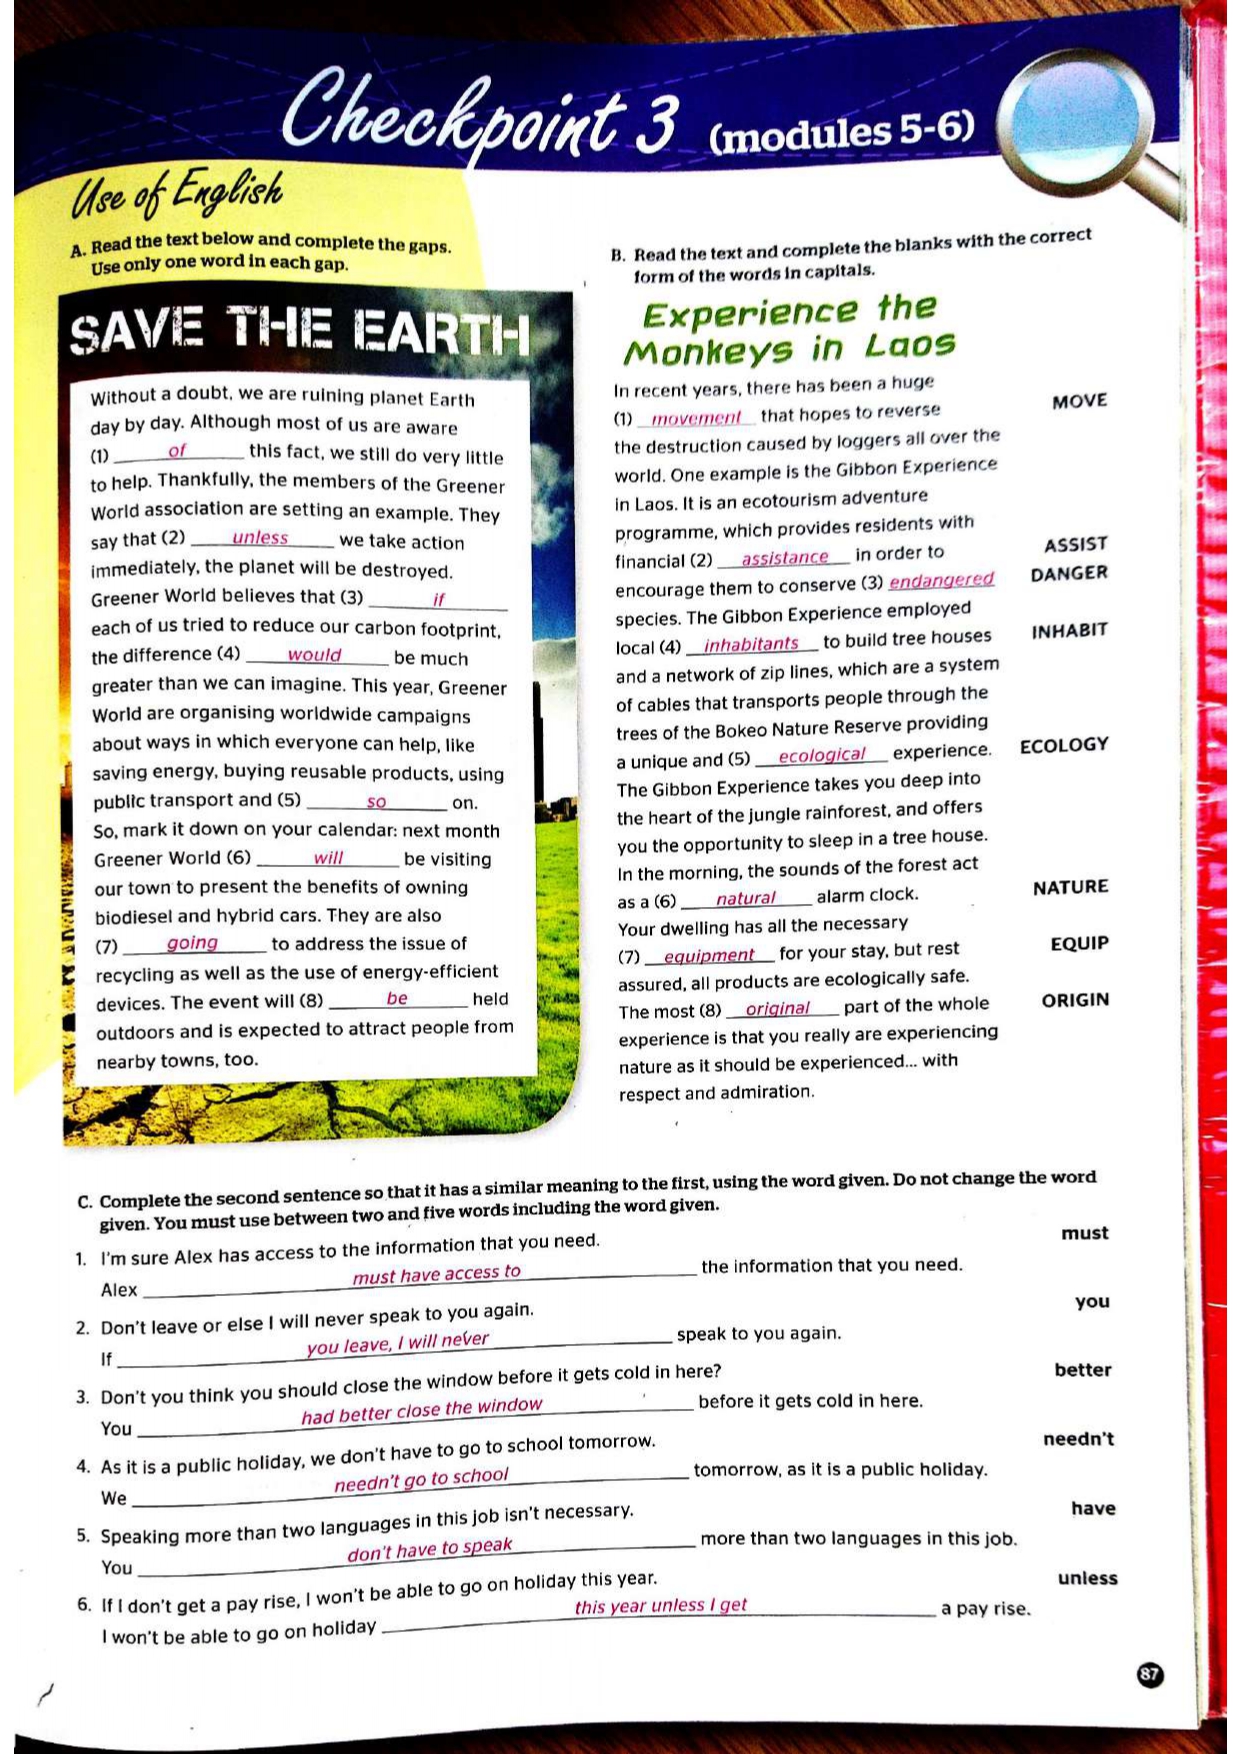 Checkpoint 3 (modules 5-6)
Use of English
A. Read the text below and complete the gaps.
Use only one word in each gap.
SAVE THE EARTH
Without a doubt, we are ruining planet Earth
day by day. Although most of us are aware
(1) of this fact, we still do very little
to help. Thankfully, the members of the Greener
World association are setting an example. They
say that (2) unless we take action
immediately, the planet will be destroyed.
Greener World believes that (3) if
each of us tried to reduce our carbon footprint,
the difference (4) would be much
greater than we can imagine. This year, Greener
World are organising worldwide campaigns
about ways in which everyone can help, like
saving energy, buying reusable products, using
public transport and (5) so on.
So, mark it down on your calendar: next month
Greener World (6) will be visiting
our town to present the benefits of owning
biodiesel and hybrid cars. They are also
(7) going to address the issue of
recycling as well as the use of energy-efficient
devices. The event will (8) be held
outdoors and is expected to attract people from
nearby towns, too.
B. Read the text and complete the blanks with the correct
form of the words in capitals.
Experience the
Monkeys in Laos
In recent years, there has been a huge
(1) movement that hopes to reverse MOVE
the destruction caused by loggers all over the
world. One example is the Gibbon Experience
in Laos. It is an ecotourism adventure
programme, which provides residents with
financial (2) assistance in order to ASSIST
encourage them to conserve (3) endangered DANGER
species. The Gibbon Experience employed
local (4) inhabitants to build tree houses INHABIT
and a network of zip lines, which are a system
of cables that transports people through the
trees of the Bokeo Nature Reserve providing
a unique and (5) ecological experience. ECOLOGY
The Gibbon Experience takes you deep into
the heart of the jungle rainforest, and offers
you the opportunity to sleep in a tree house.
In the morning, the sounds of the forest act
as a (6) natural alarm clock. NATURE
Your dwelling has all the necessary
(7) equipment for your stay, but rest EQUIP
assured, all products are ecologically safe.
The most (8) original part of the whole ORIGIN
experience is that you really are experiencing
nature as it should be experienced... with
respect and admiration.
C. Complete the second sentence so that it has a similar meaning to the first, using the word given. Do not change the word
given. You must use between two and five words including the word given.
1. I'm sure Alex has access to the information that you need. must
Alex must have access to the information that you need.
2. Don't leave or else I will never speak to you again. you
If you leave, I will never speak to you again.
3. Don't you think you should close the window before it gets cold in here? better
You had better close the window before it gets cold in here.
4. As it is a public holiday, we don't have to go to school tomorrow. needn't
We needn't go to school tomorrow, as it is a public holiday.
5. Speaking more than two languages in this job isn't necessary. have
You don't have to speak more than two languages in this job.
6. If I don't get a pay rise, I won't be able to go on holiday this year. unless
I won't be able to go on holiday this year unless I get a pay rise.
87